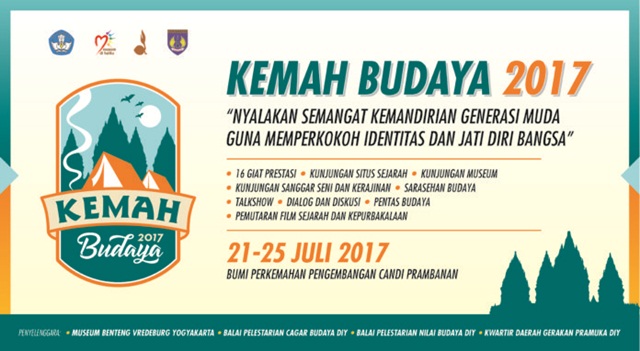 KEMAH BUDAYA 2017
“NYALAKAN SEMANGAT KEMANDIRIAN GENERASI MUDA
GUNA MEMPERKOKOH IDENTITAS DAN JATI DIRI BANGSA”
• 16 GIAT PRESTASI • KUNJUNGAN SITUS SEJARAH • KUNJUNGAN MUSEUM
• KUNJUNGAN SANGGAR SENI DAN KERAJINAN • SARASEHAN BUDAYA
• TALKSHOW • DIALOG DAN DISKUSI • PENTAS BUDAYA
• PEMUTARAN FILM SEJARAH DAN KEPURBAKALAAN
21-25 JULI 2017
BUMI PERKEMAHAN PENGEMBANGAN CANDI PRAMBANAN
KEMAH
2017
Budaya
PENYELENGGARA: • MUSEUM BENTENG VREDEBURG YOGYAKARTA • BALAI PELESTARIAN CAGAR BUDAYA DIY • BALAI PELESTARIAN NILAI BUDAYA DIY • KWARTIR DAERAH GERAKAN PRAMUKA DIY